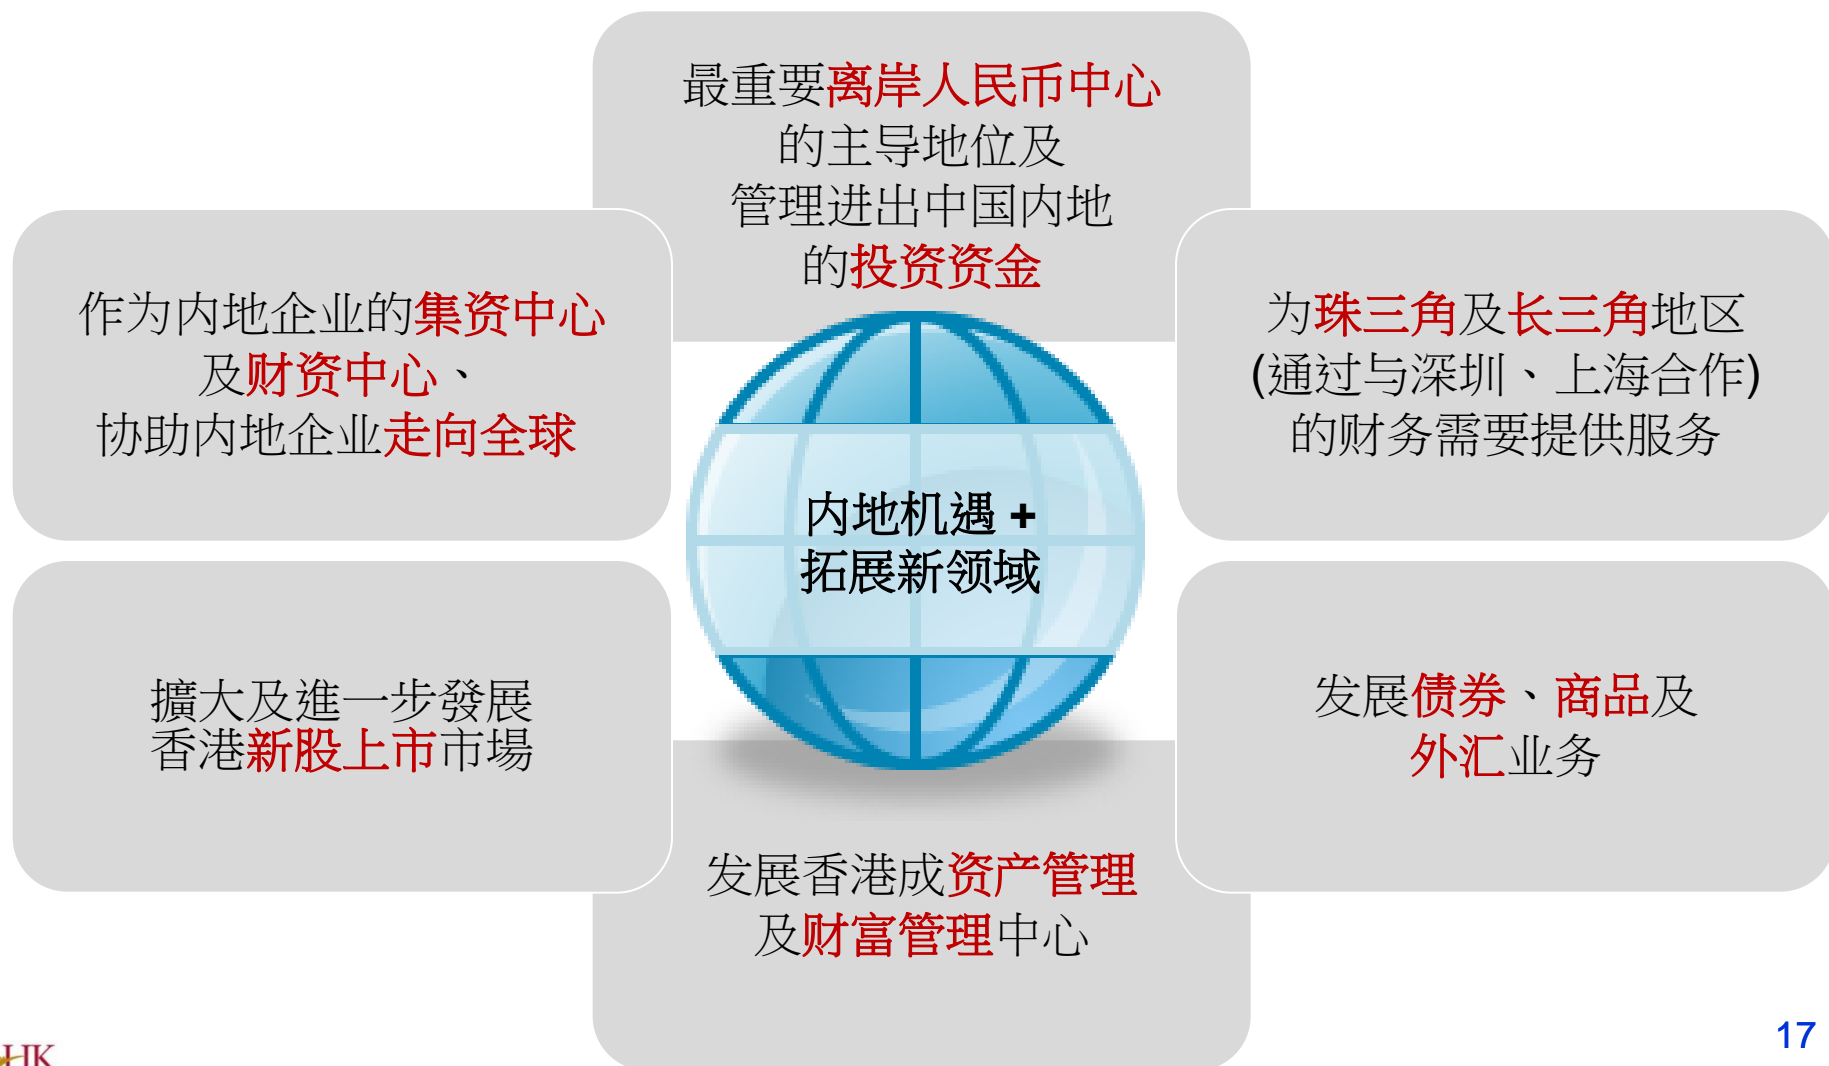 最重要离岸人民币中心
的主导地位及
管理进出中国内地
的投资资金
作为内地企业的集资中心
及财资中心、
协助内地企业走向全球
为珠三角及长三角地区
(通过与深圳、上海合作)
的财务需要提供服务
内地机遇 +
拓展新领域
擴大及進一步發展
香港新股上市市場
发展债券、商品及
外汇业务
发展香港成资产管理
及财富管理中心
17
HK